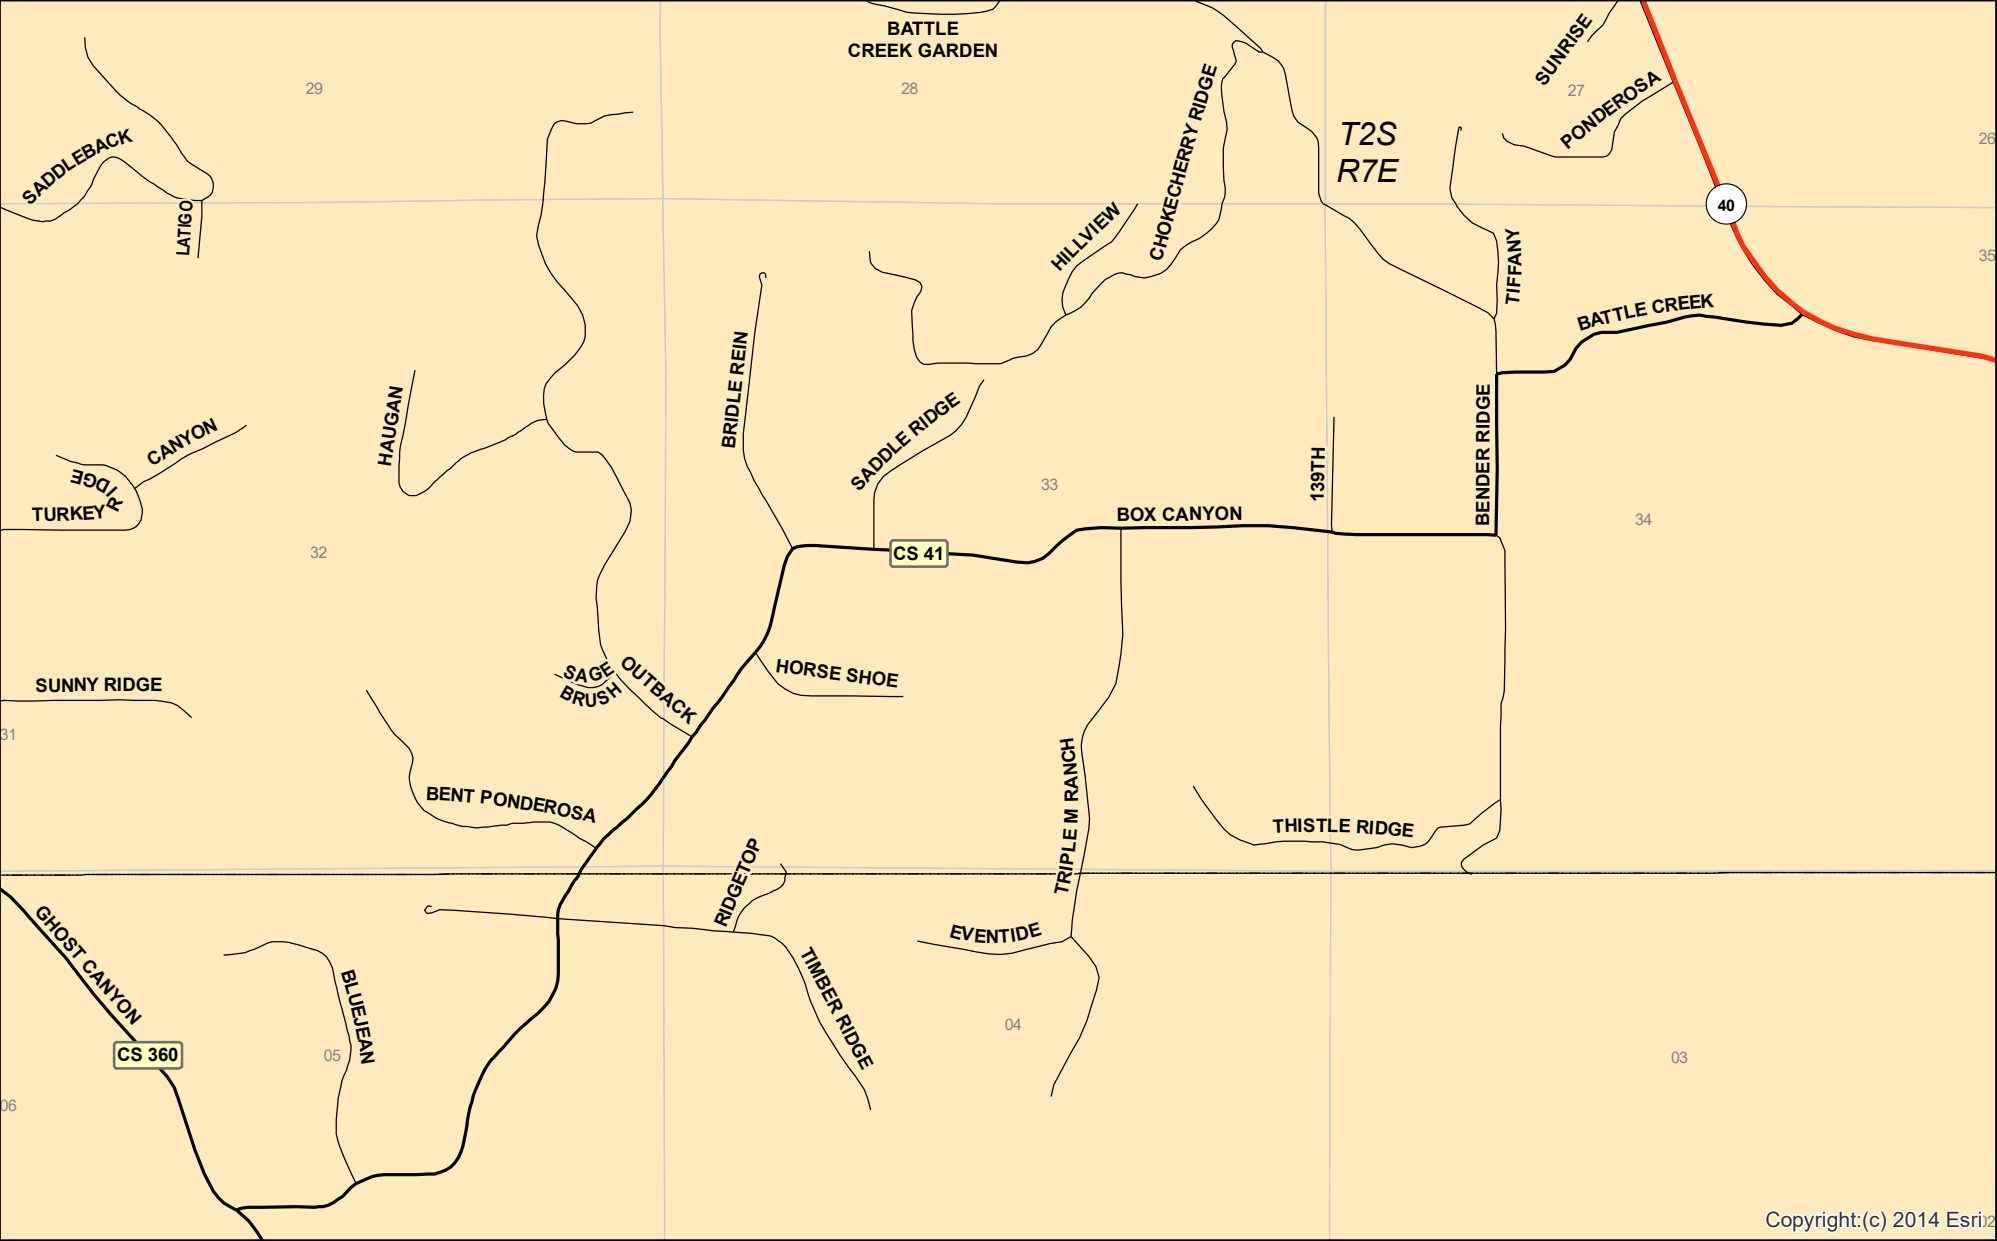 BATTLE
CREEK GARDEN
SUNRISE
29
28
27
PONDEROSA
T2S
R7E
26
SADDLEBACK
CHOKECHERRY RIDGE
40
LATIGO
HILLVIEW
TIFFANY
35
BATTLE CREEK
BRIDLE REIN
HAUGAN
SADDLE RIDGE
BENDER RIDGE
CANYON
139TH
TURKEY RIDGE
33
BOX CANYON
34
32
CS 41
SAGE
BRUSH
OUTBACK
HORSE SHOE
SUNNY RIDGE
31
TRIPLE M RANCH
BENT PONDEROSA
THISTLE RIDGE
RIDGETOP
GHOST CANYON
EVENTIDE
BLUEJEAN
TIMBER RIDGE
04
CS 360
05
03
06
Copyright:(c) 2014 Esri
02